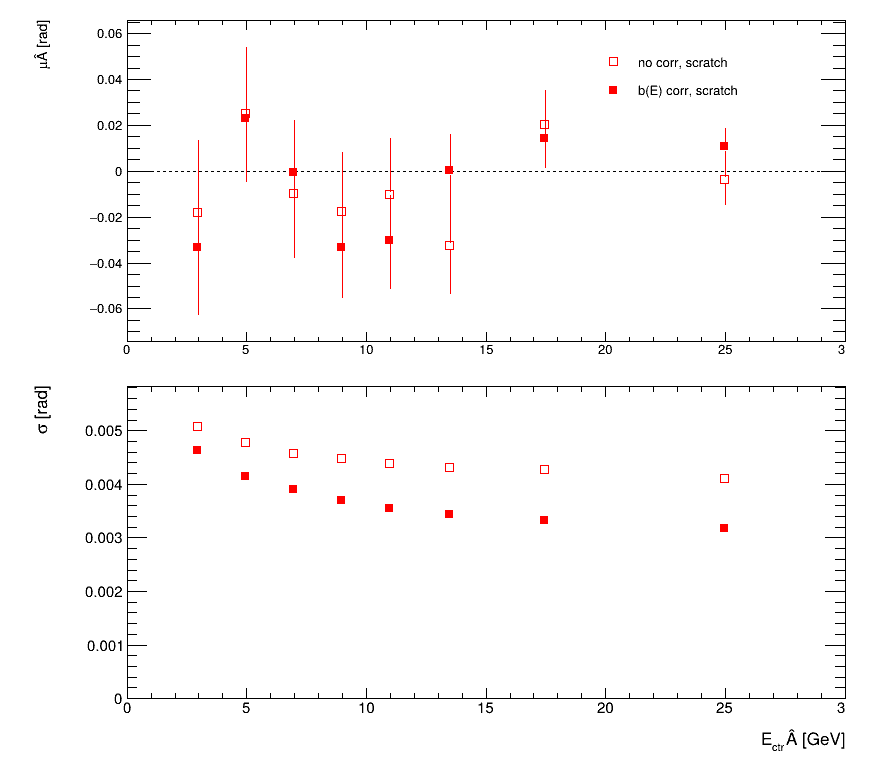 μÂ [rad]
0.06
0.04
0.02
0
−0.02
−0.04
−0.06
no corr, scratch
b(E) corr, scratch
0 5 10 15 20 25 3
σ [rad]
0.005
0.004
0.003
0.002
0.001
0
0 5 10 15 20 25 3
EctrÂ [GeV]